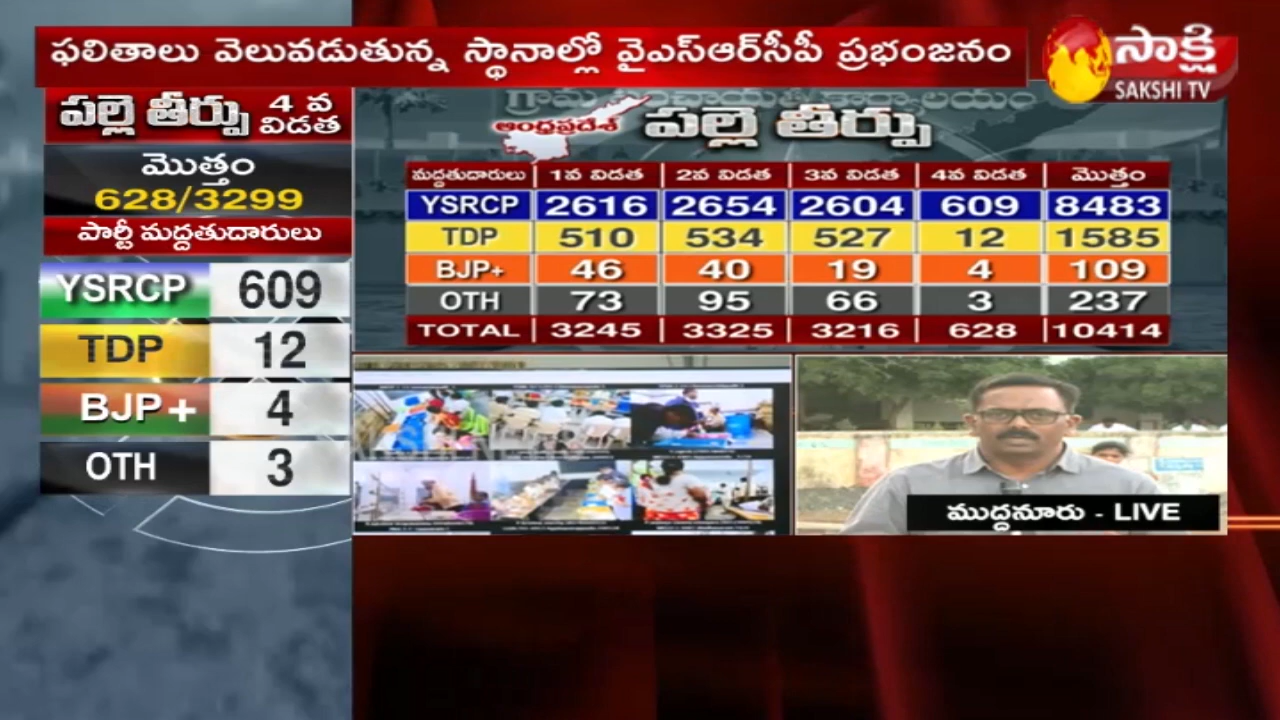 ఫలితాలు వెలువడుతున్న స్థానాల్లో వైఎస్ఆర్‌సీపీ ప్రభంజనం
సాక్షి
SAKSHI TV
పల్లె తీర్పు 4 వ విడత
మొత్తం
628/3299
పార్టీ మద్దతుదారులు
YSRCP 609
TDP 12
BJP+ 4
OTH 3
ఆంధ్రప్రదేశ్ పల్లె తీర్పు
మద్దతుదారులు 1వ విడత 2వ విడత 3వ విడత 4వ విడత మొత్తం
YSRCP 2616 2654 2604 609 8483
TDP 510 534 527 12 1585
BJP+ 46 40 19 4 109
OTH 73 95 66 3 237
TOTAL 3245 3325 3216 628 10414
ముద్దనూరు - LIVE